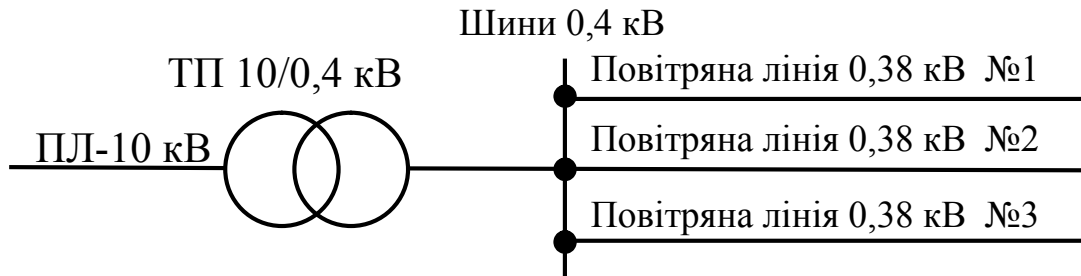 Шини 0,4 кВ
ТП 10/0,4 кВ
ПЛ-10 кВ
Повітряна лінія 0,38 кВ №1
Повітряна лінія 0,38 кВ №2
Повітряна лінія 0,38 кВ №3